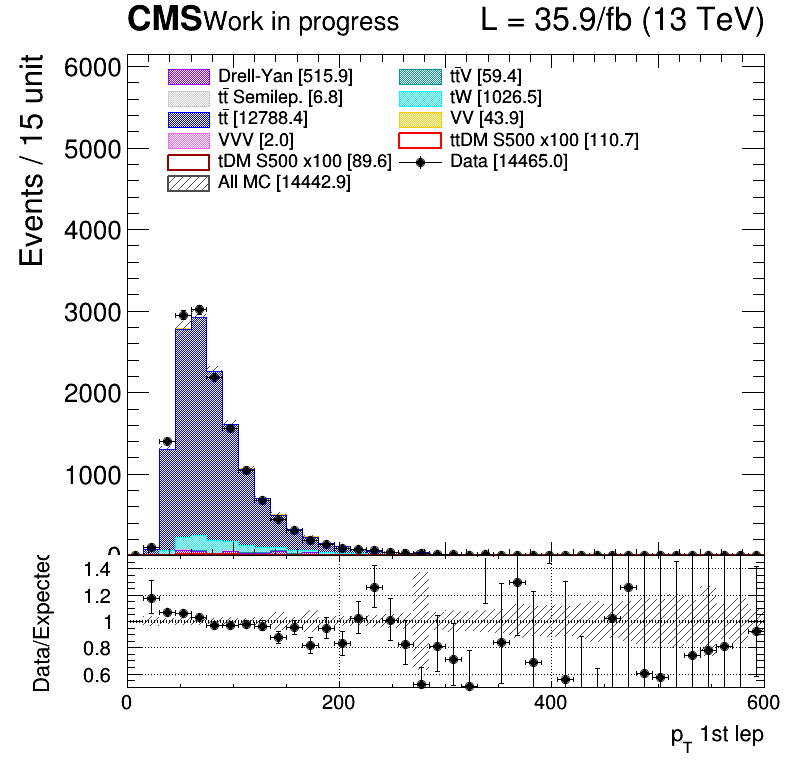 CMS Work in progress L = 35.9/fb (13 TeV)
Events / 15 unit
6000
5000
4000
3000
2000
1000
0
Drell-Yan [515.9] tt̄V [59.4]
tt̄ Semilep. [6.8] tW [1026.5]
tt̄ [12788.4] VV [43.9]
VVV [2.0] ttDM S500 x100 [110.7]
tDM S500 x100 [89.6] Data [14465.0]
All MC [14442.9]
Data/Expected
1.4
1.2
1
0.8
0.6
0 200 400 600
p_T 1st lep